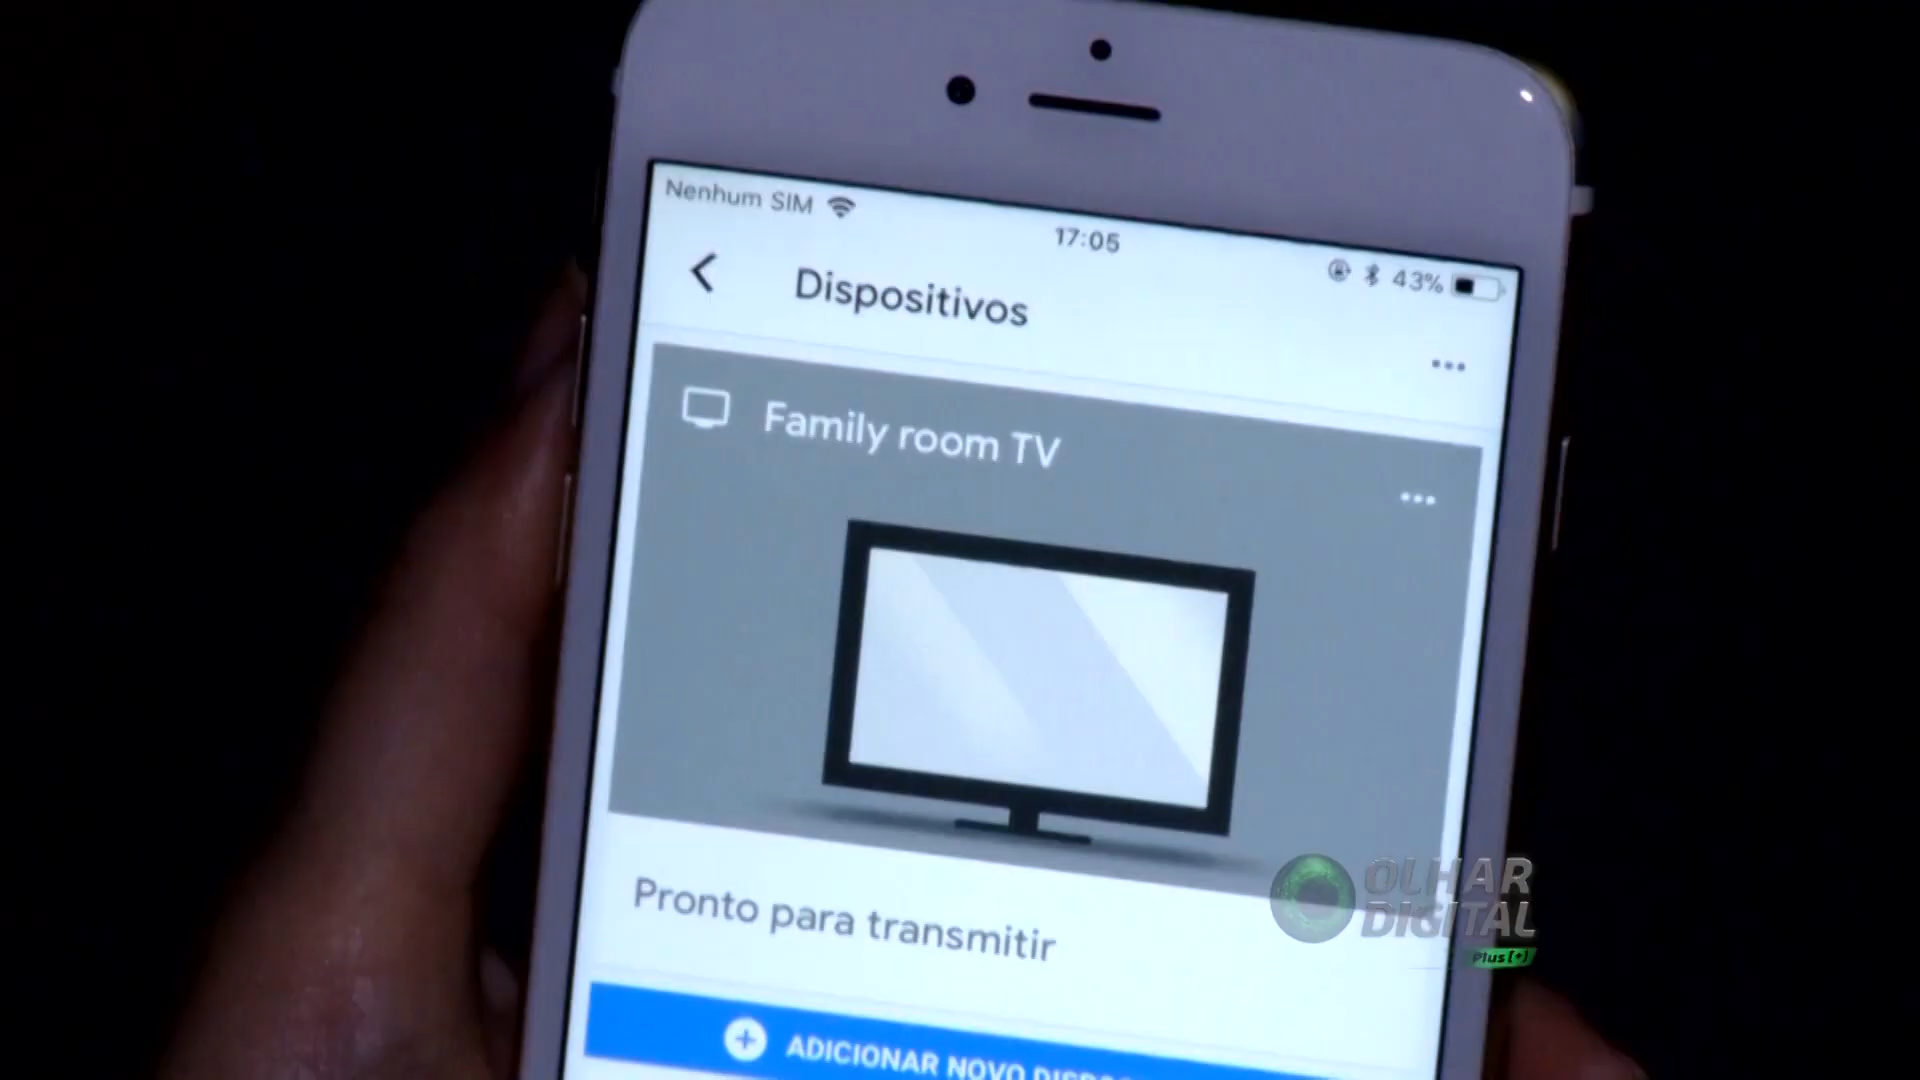 Nenhum SIM
17:05
43%
Dispositivos
Family room TV
Pronto para transmitir
ADICIONAR NOVO
OLHAR
DIGITAL
Plus[+]